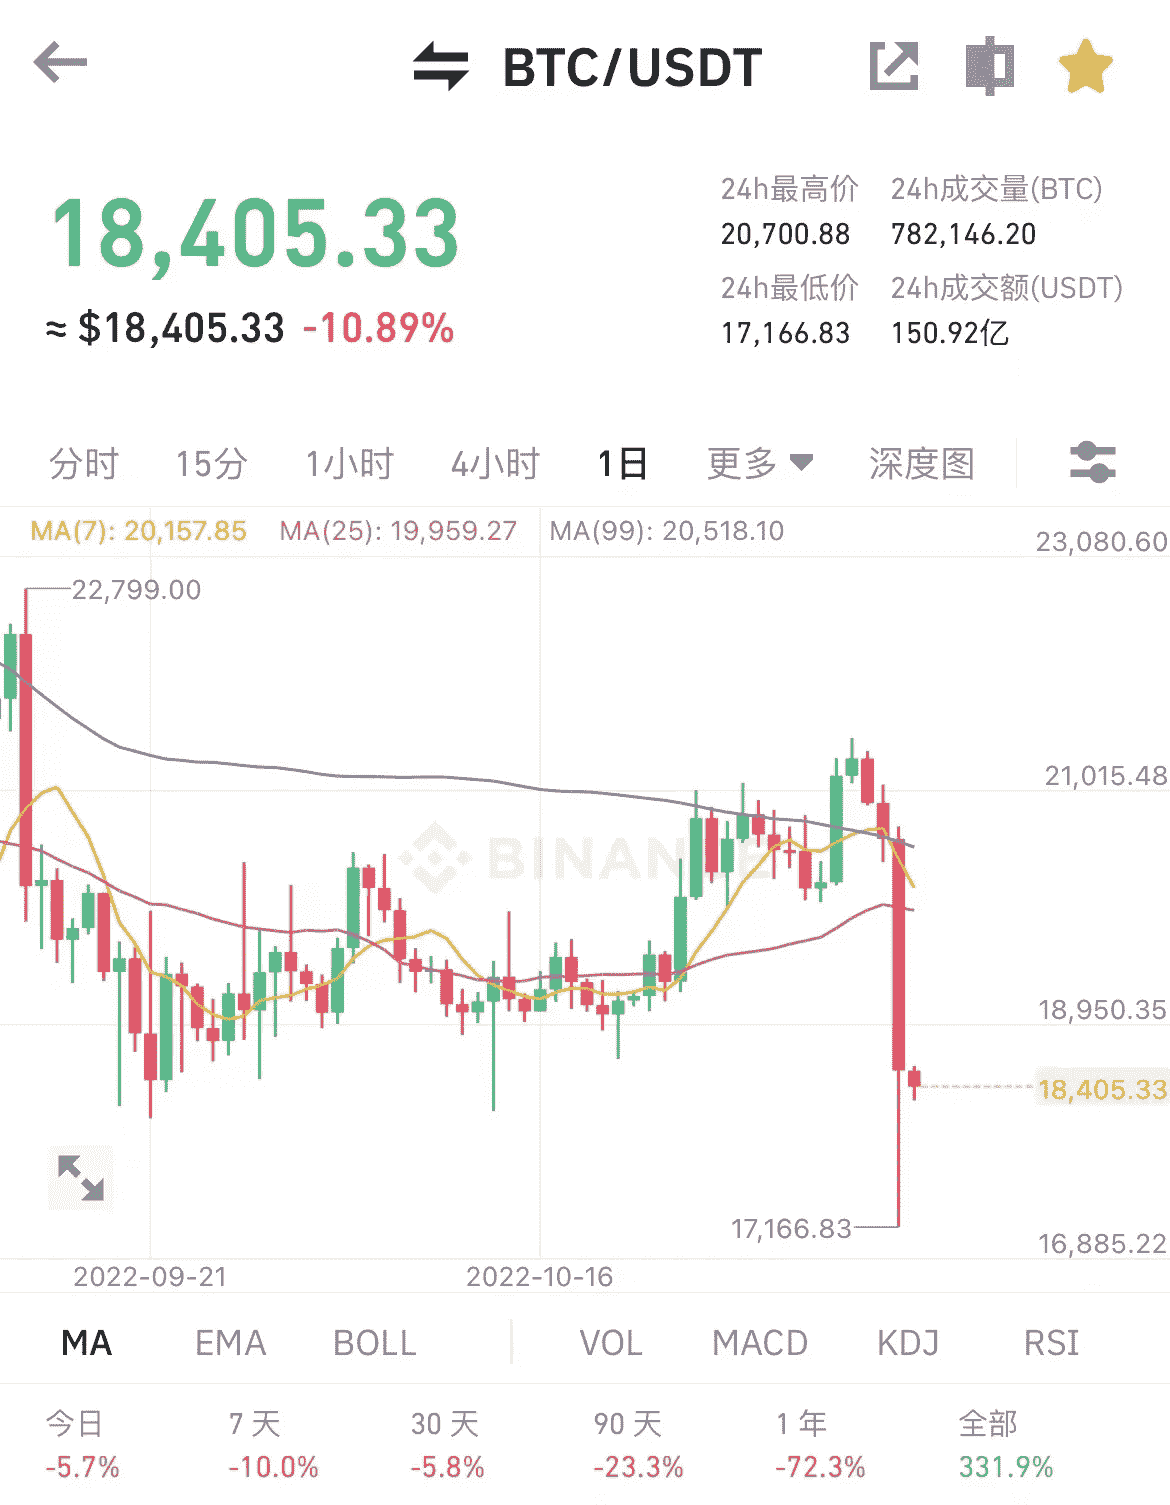 BTC/USDT
18,405.33
≈ $18,405.33 -10.89%
24h最高价 24h成交量(BTC)
20,700.88 782,146.20
24h最低价 24h成交额(USDT)
17,166.83 150.92亿
分时 15分 1小时 4小时 1日 更多 深度图
MA(7): 20,157.85 MA(25): 19,959.27 MA(99): 20,518.10
23,080.60
22,799.00
21,015.48
BINANCE
18,950.35
18,405.33
17,166.83
16,885.22
2022-09-21 2022-10-16
MA EMA BOLL VOL MACD KDJ RSI
今日 7 天 30 天 90 天 1 年 全部
-5.7% -10.0% -5.8% -23.3% -72.3% 331.9%